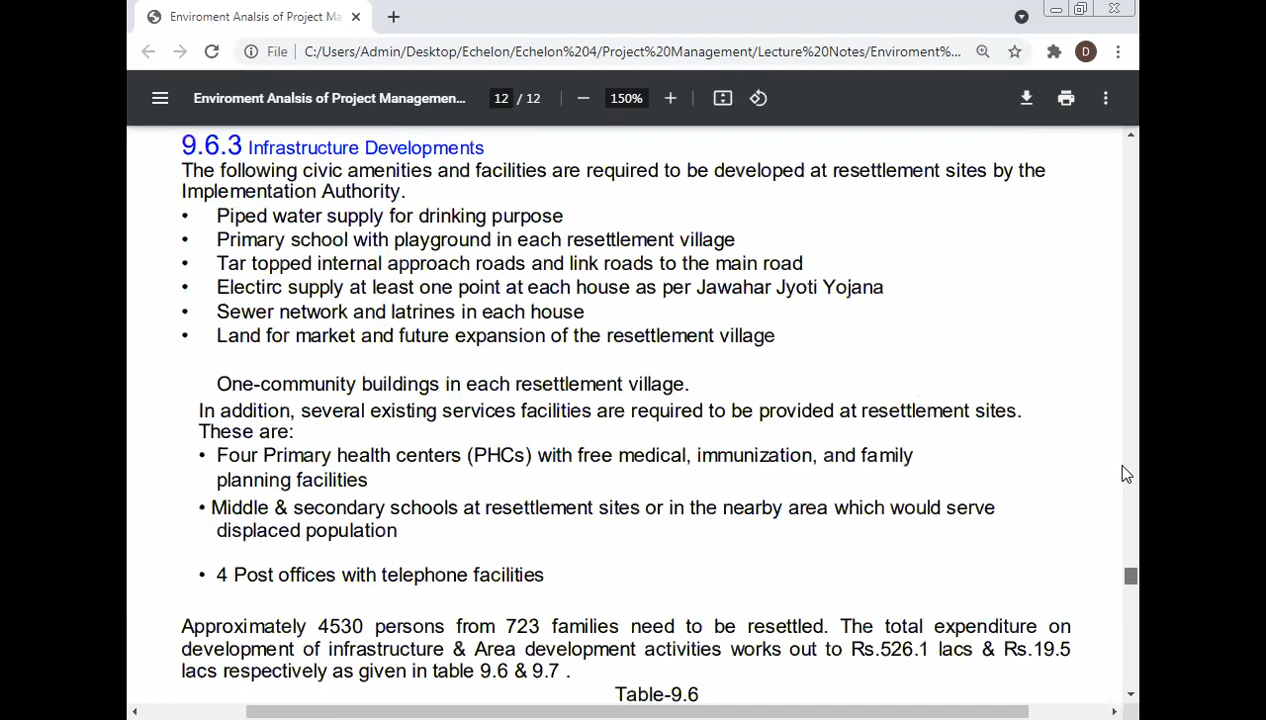 Enviroment Analsis of Project Ma
File
C:/Users/Admin/Desktop/Echelon/Echelon%204/Project%20Management/Lecture%20Notes/Enviroment%...
D
Enviroment Analsis of Project Managemen...
12 / 12
150%
9.6.3 Infrastructure Developments
The following civic amenities and facilities are required to be developed at resettlement sites by the
Implementation Authority.
• Piped water supply for drinking purpose
• Primary school with playground in each resettlement village
• Tar topped internal approach roads and link roads to the main road
• Electirc supply at least one point at each house as per Jawahar Jyoti Yojana
• Sewer network and latrines in each house
• Land for market and future expansion of the resettlement village
One-community buildings in each resettlement village.
In addition, several existing services facilities are required to be provided at resettlement sites.
These are:
• Four Primary health centers (PHCs) with free medical, immunization, and family
planning facilities
• Middle & secondary schools at resettlement sites or in the nearby area which would serve
displaced population
• 4 Post offices with telephone facilities
Approximately 4530 persons from 723 families need to be resettled. The total expenditure on
development of infrastructure & Area development activities works out to Rs.526.1 lacs & Rs.19.5
lacs respectively as given in table 9.6 & 9.7 .
Table-9.6